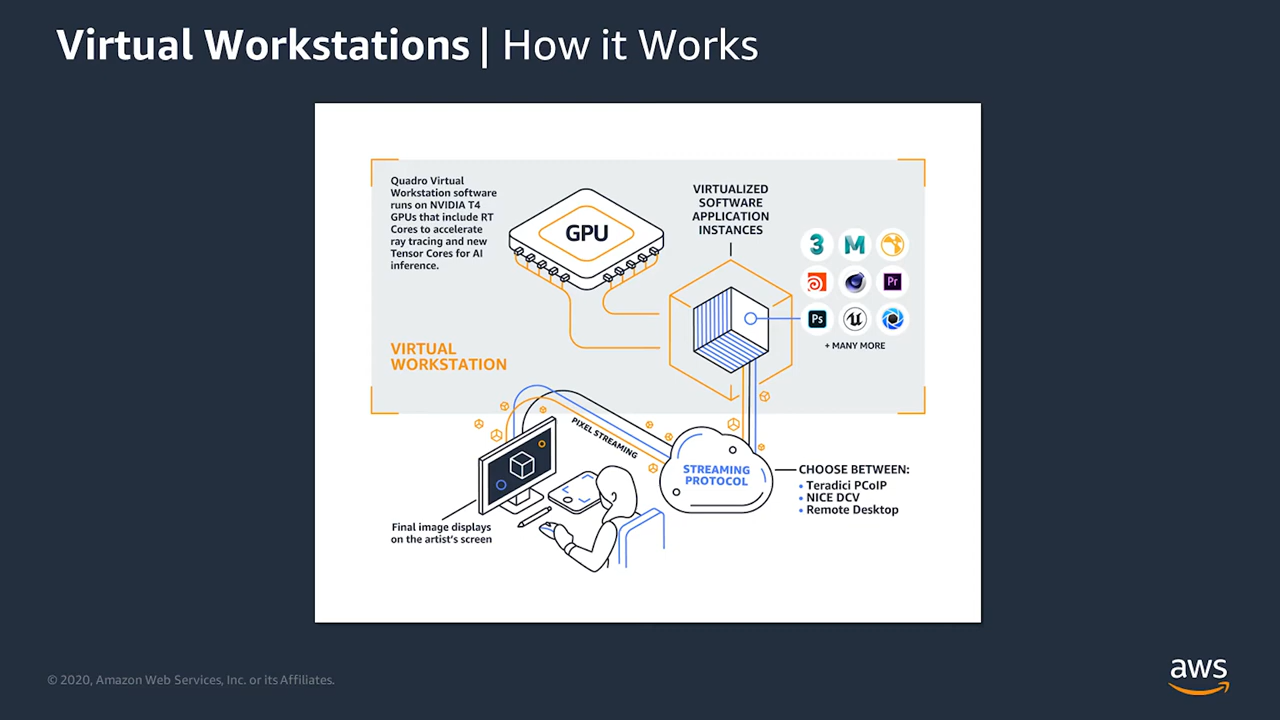 Virtual Workstations | How it Works
Quadro Virtual
Workstation software
runs on NVIDIA T4
GPUs that include RT
Cores to accelerate
ray tracing and new
Tensor Cores for AI
inference.
GPU
VIRTUALIZED
SOFTWARE
APPLICATION
INSTANCES
3
M
Pr
Ps
+ MANY MORE
VIRTUAL
WORKSTATION
PIXEL STREAMING
STREAMING
PROTOCOL
CHOOSE BETWEEN:
• Teradici PCoIP
• NICE DCV
• Remote Desktop
Final image displays
on the artist's screen
© 2020, Amazon Web Services, Inc. or its Affiliates.
aws